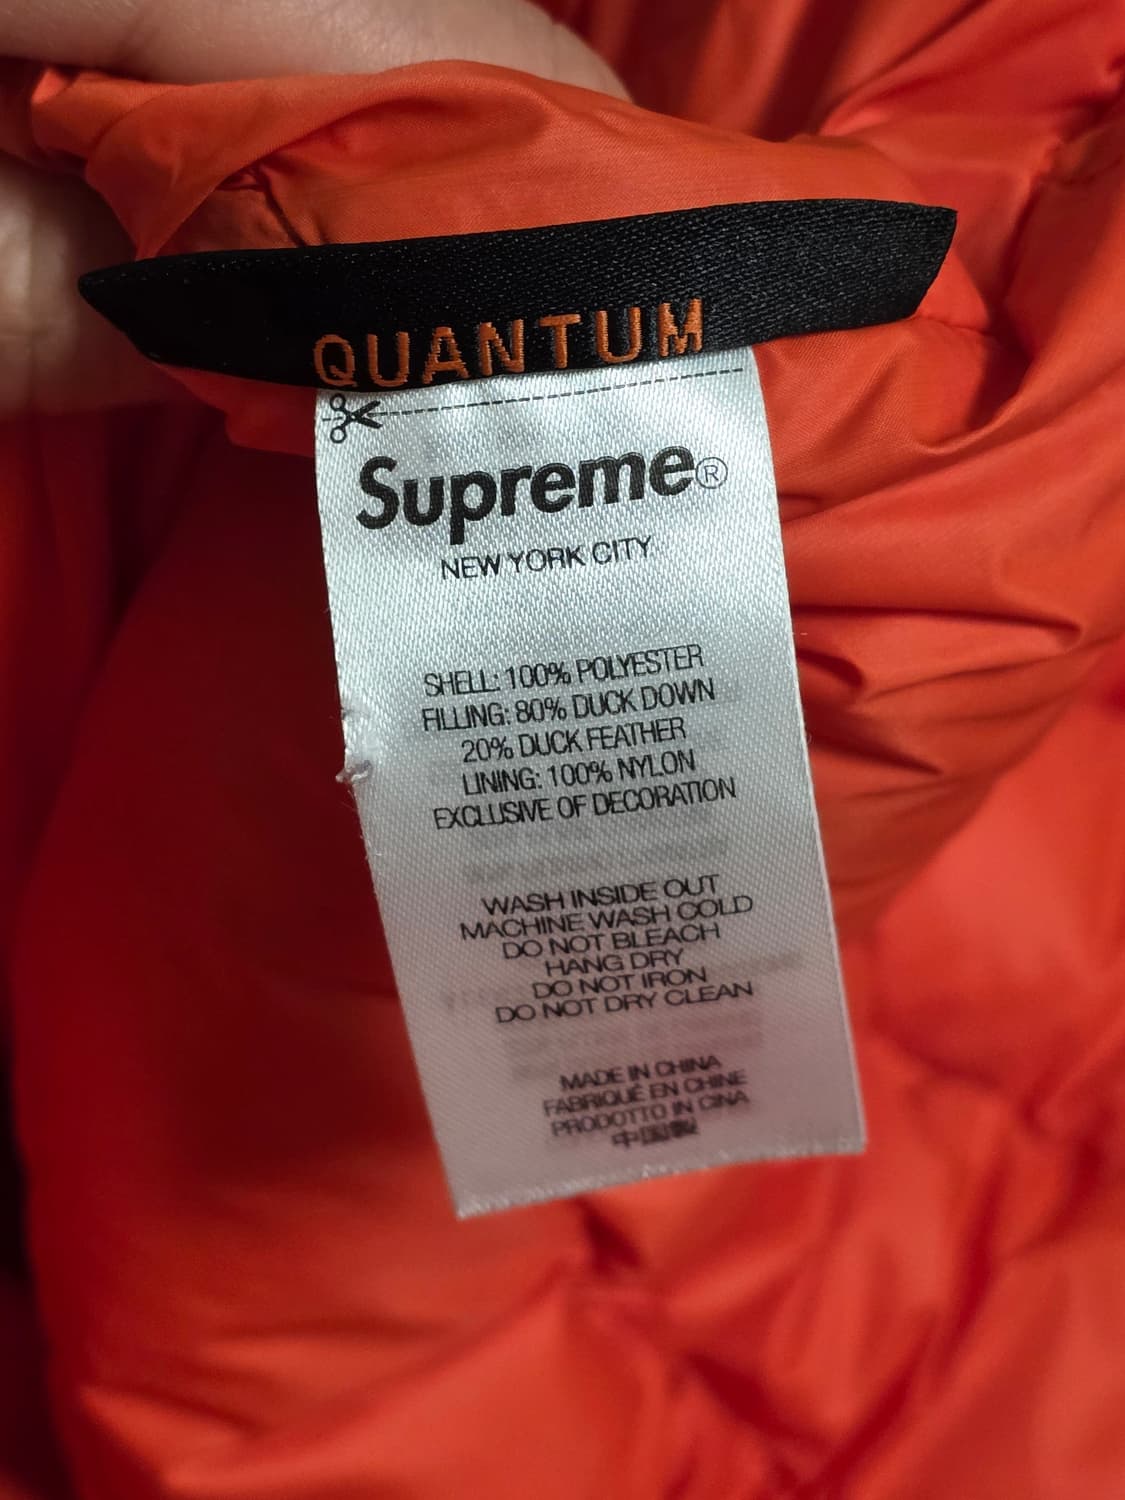 QUANTUM
Supreme®
NEW YORK CITY
SHELL: 100% POLYESTER
FILLING: 80% DUCK DOWN
20% DUCK FEATHER
LINING: 100% NYLON
EXCLUSIVE OF DECORATION
WASH INSIDE OUT
MACHINE WASH COLD
DO NOT BLEACH
HANG DRY
DO NOT IRON
DO NOT DRY CLEAN
MADE IN CHINA
FABRIQUÉ EN CHINE
PRODOTTO IN CINA
中国製